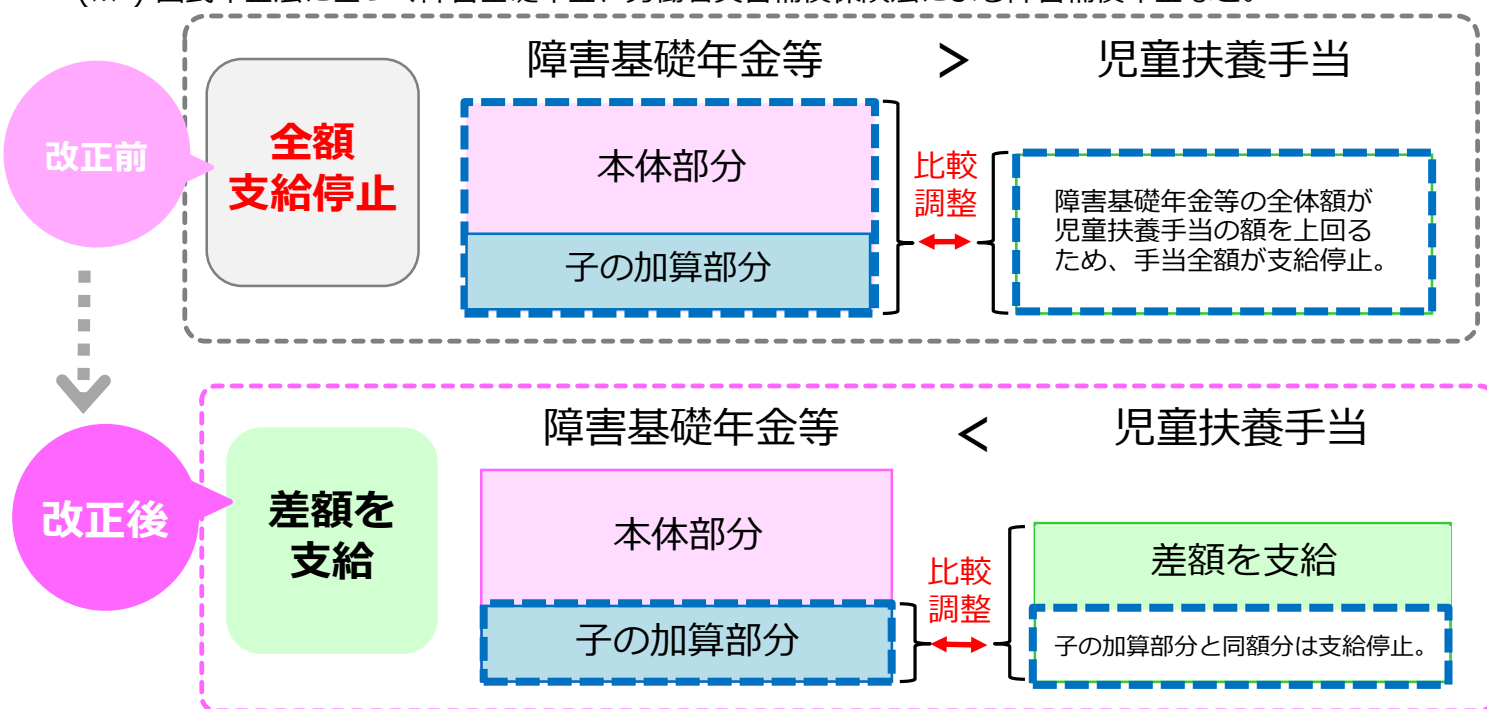 障害基礎年金等 > 児童扶養手当
改正前
全額
支給停止
本体部分
子の加算部分
比較
調整
障害基礎年金等の全体額が
児童扶養手当の額を上回る
ため、手当全額が支給停止。
障害基礎年金等 < 児童扶養手当
改正後
差額を
支給
本体部分
子の加算部分
比較
調整
差額を支給
子の加算部分と同額分は支給停止。